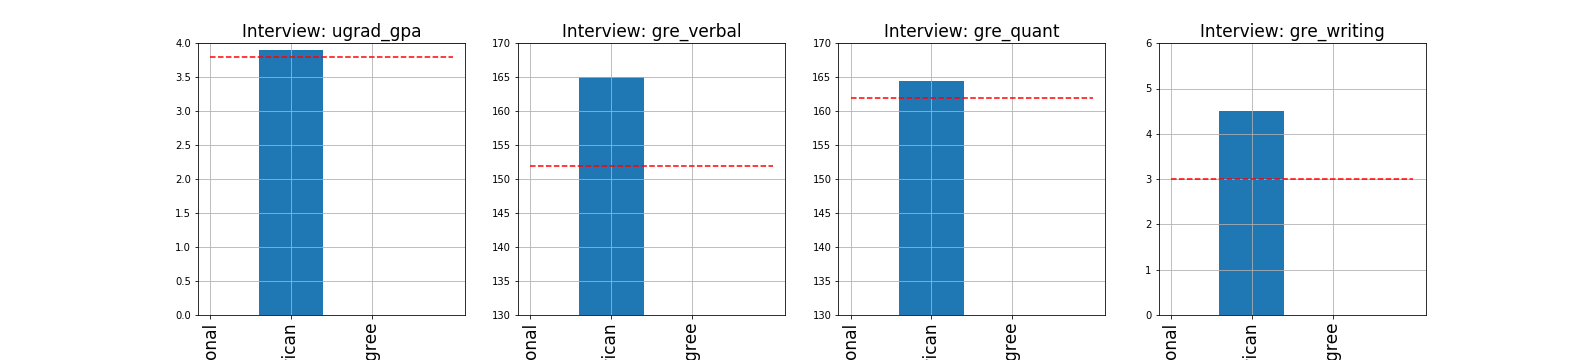 Interview: ugrad_gpa
4.0
3.5
3.0
2.5
2.0
1.5
1.0
0.5
0.0
onal
ican
gree
Interview: gre_verbal
170
165
160
155
150
145
140
135
130
onal
ican
gree
Interview: gre_quant
170
165
160
155
150
145
140
135
130
onal
ican
gree
Interview: gre_writing
6
5
4
3
2
1
0
onal
ican
gree